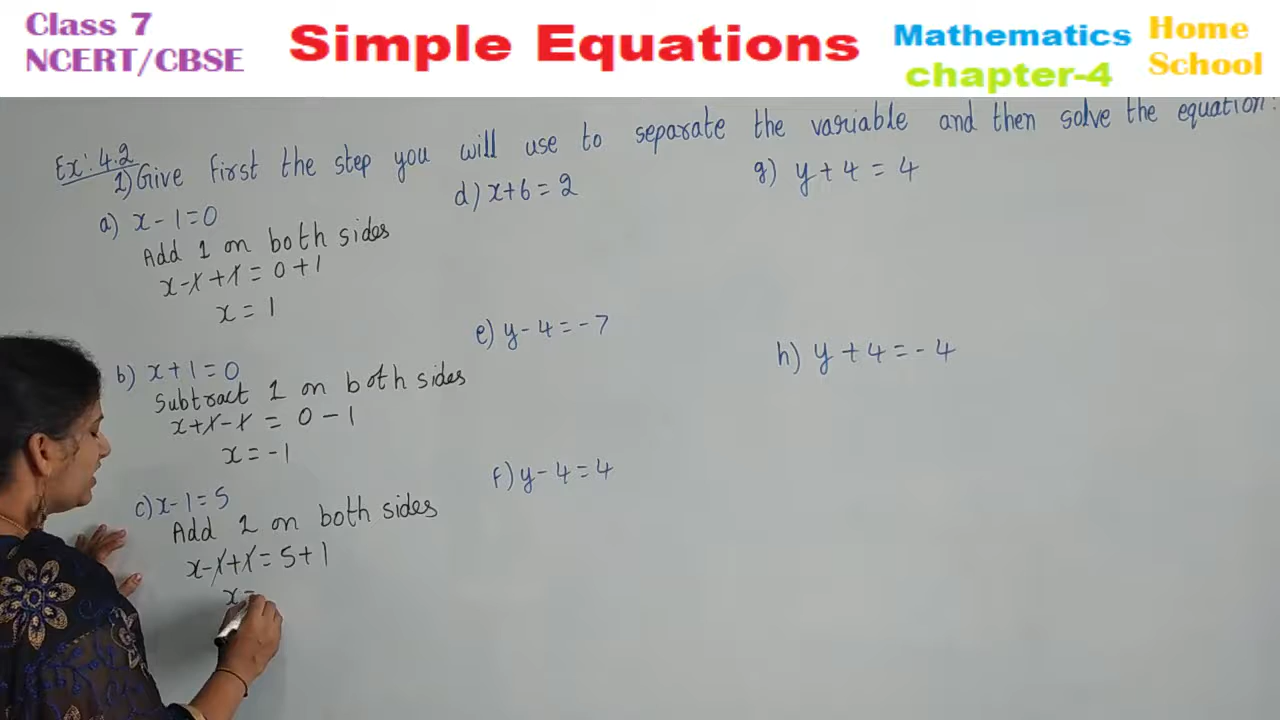 Class 7
NCERT/CBSE
Simple Equations
Mathematics
chapter-4
Home
School
Ex: 4.2
1) Give first the step you will use to separate the variable and then solve the equation:
a) x - 1 = 0
Add 1 on both sides
x - 1 + 1 = 0 + 1
x = 1
b) x + 1 = 0
Subtract 1 on both sides
x + 1 - 1 = 0 - 1
x = -1
c) x - 1 = 5
Add 1 on both sides
x - 1 + 1 = 5 + 1
x =
d) x + 6 = 2
e) y - 4 = - 7
f) y - 4 = 4
g) y + 4 = 4
h) y + 4 = - 4